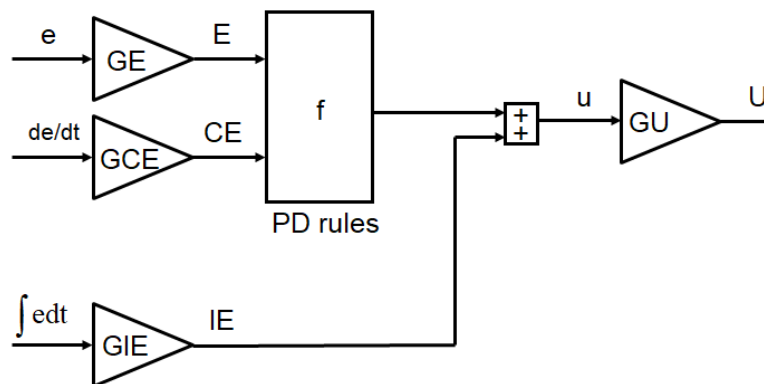 e
GE
E
de/dt
GCE
CE
f
PD rules
+
+
u
GU
U
∫ edt
GIE
IE